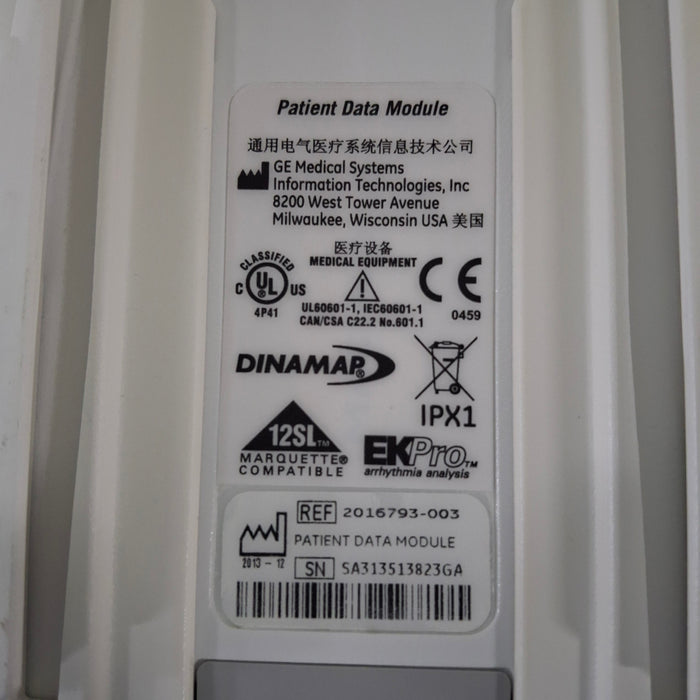 Patient Data Module
通用电气医疗系统信息技术公司
GE Medical Systems
Information Technologies, Inc
8200 West Tower Avenue
Milwaukee, Wisconsin USA 美国
医疗设备
MEDICAL EQUIPMENT
CLASSIFIED
C UL® US
4P41
UL60601-1, IEC60601-1
CAN/CSA C22.2 No.601.1
CE
0459
DINAMAP®
IPX1
12SL™
MARQUETTE®
COMPATIBLE
EKPro™
arrhythmia analysis
REF 2016793-003
PATIENT DATA MODULE
2013-12
SN SA313513823GA